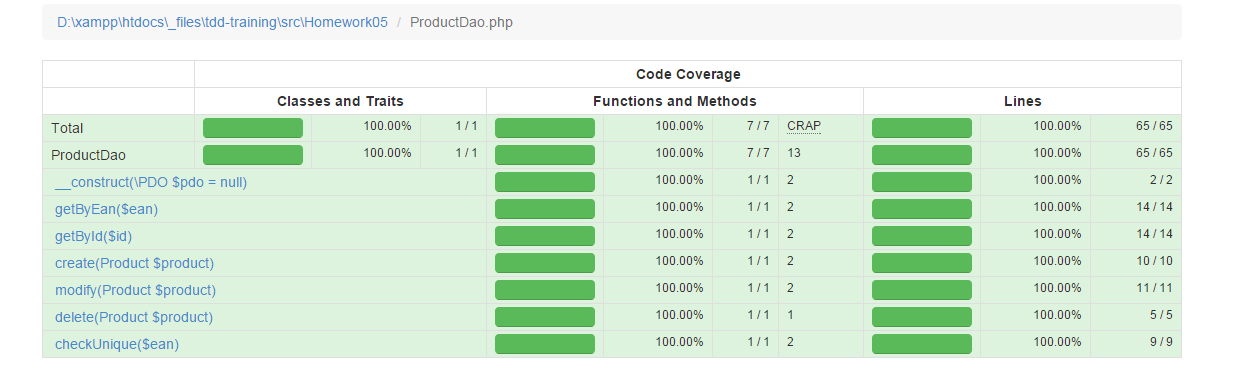 D:\xampp\htdocs\_files\tdd-training\src\Homework05 / ProductDao.php
Code Coverage
Classes and Traits Functions and Methods Lines
Total 100.00% 1 / 1 100.00% 7 / 7 CRAP 100.00% 65 / 65
ProductDao 100.00% 1 / 1 100.00% 7 / 7 13 100.00% 65 / 65
__construct(\PDO $pdo = null) 100.00% 1 / 1 2 100.00% 2 / 2
getByEan($ean) 100.00% 1 / 1 2 100.00% 14 / 14
getById($id) 100.00% 1 / 1 2 100.00% 14 / 14
create(Product $product) 100.00% 1 / 1 2 100.00% 10 / 10
modify(Product $product) 100.00% 1 / 1 2 100.00% 11 / 11
delete(Product $product) 100.00% 1 / 1 1 100.00% 5 / 5
checkUnique($ean) 100.00% 1 / 1 2 100.00% 9 / 9